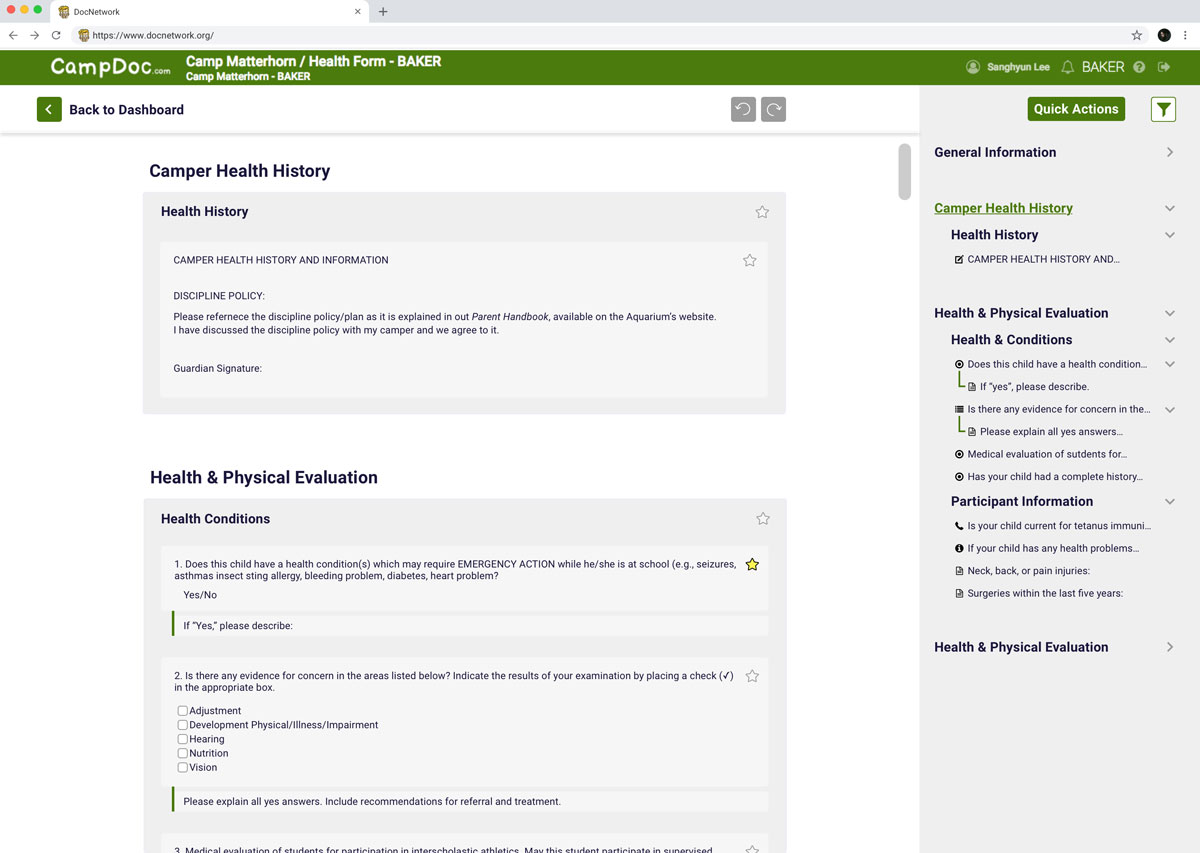 DocNetwork
https://www.docnetwork.org/
CampDoc.com
Camp Matterhorn / Health Form - BAKER
Camp Matterhorn - BAKER
Sanghyun Lee
BAKER
Back to Dashboard
Quick Actions
Camper Health History
Health History
CAMPER HEALTH HISTORY AND INFORMATION
DISCIPLINE POLICY:
Please refernece the discipline policy/plan as it is explained in out Parent Handbook, available on the Aquarium's website.
I have discussed the discipline policy with my camper and we agree to it.
Guardian Signature:
Health & Physical Evaluation
Health Conditions
1. Does this child have a health condition(s) which may require EMERGENCY ACTION while he/she is at school (e.g., seizures,
asthmas insect sting allergy, bleeding problem, diabetes, heart problem?
Yes/No
If "Yes," please describe:
2. Is there any evidence for concern in the areas listed below? Indicate the results of your examination by placing a check (✓)
in the appropriate box.
Adjustment
Development Physical/Illness/Impairment
Hearing
Nutrition
Vision
Please explain all yes answers. Include recommendations for referral and treatment.
3. Medical evaluation of students for participation in interscholastic athletics. May this student participate in supervised
General Information
Camper Health History
Health History
CAMPER HEALTH HISTORY AND...
Health & Physical Evaluation
Health & Conditions
Does this child have a health condition...
If "yes", please describe.
Is there any evidence for concern in the...
Please explain all yes answers...
Medical evaluation of sutdents for...
Has your child had a complete history...
Participant Information
Is your child current for tetanus immuni...
If your child has any health problems...
Neck, back, or pain injuries:
Surgeries within the last five years:
Health & Physical Evaluation